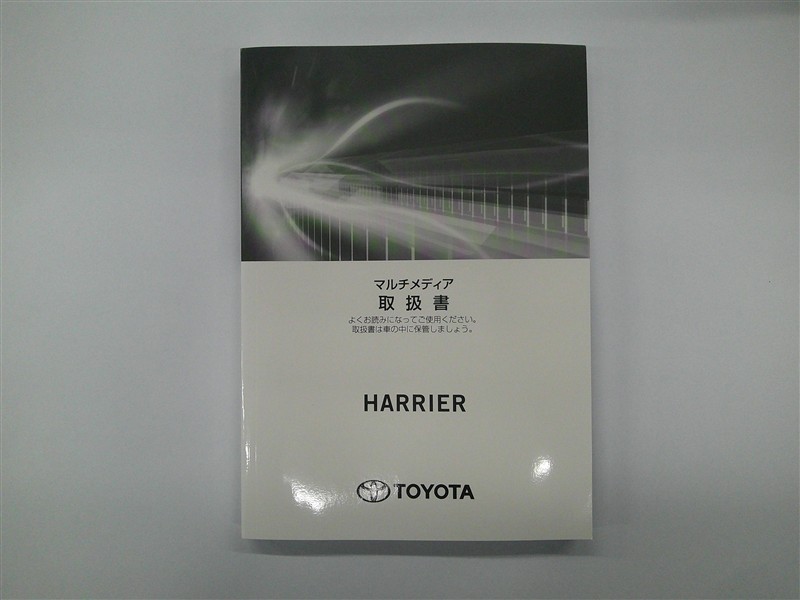 マルチメディア
取扱書
よくお読みになってご使用ください。
取扱書は車の中に保管しましょう。
HARRIER
TOYOTA